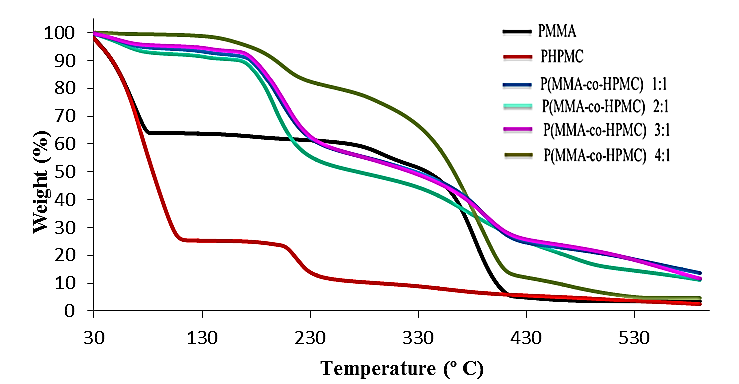 100
90
80
70
60
50
40
30
20
10
0
Weight (%)
30 130 230 330 430 530
Temperature (º C)
PMMA
PHPMC
P(MMA-co-HPMC) 1:1
P(MMA-co-HPMC) 2:1
P(MMA-co-HPMC) 3:1
P(MMA-co-HPMC) 4:1